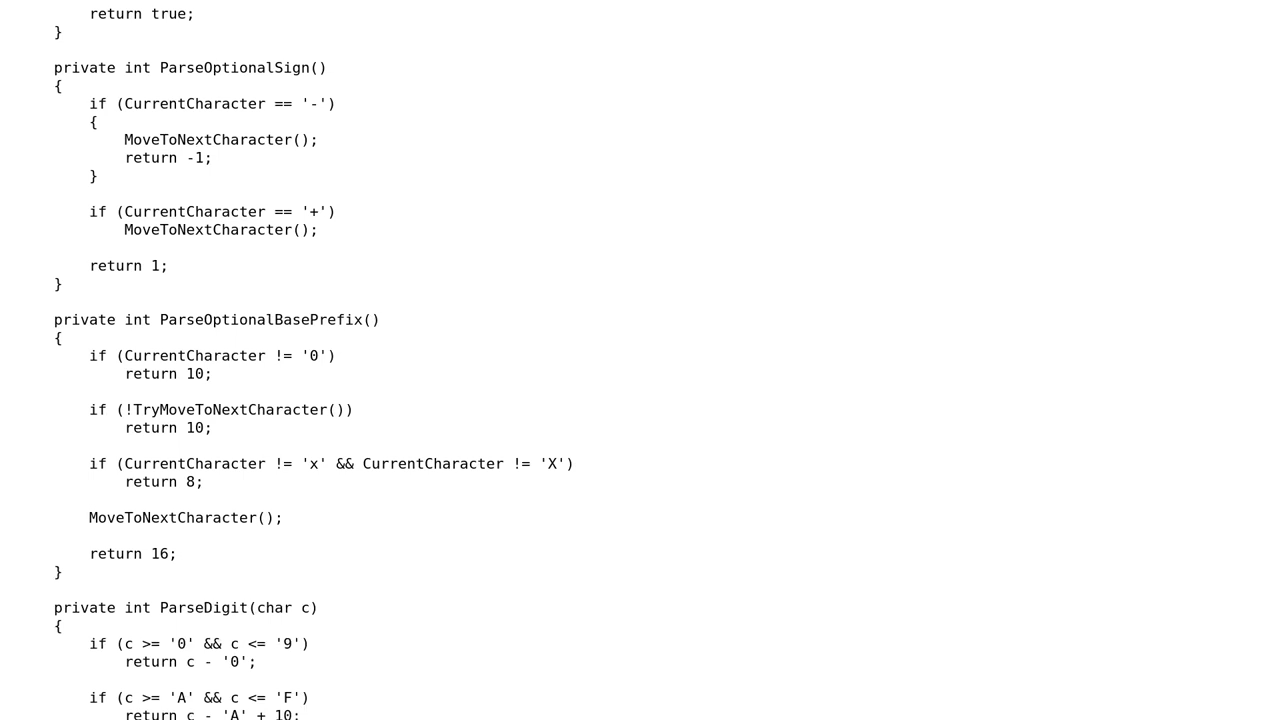 return true;
    }

    private int ParseOptionalSign()
    {
        if (CurrentCharacter == '-')
        {
            MoveToNextCharacter();
            return -1;
        }

        if (CurrentCharacter == '+')
            MoveToNextCharacter();

        return 1;
    }

    private int ParseOptionalBasePrefix()
    {
        if (CurrentCharacter != '0')
            return 10;

        if (!TryMoveToNextCharacter())
            return 10;

        if (CurrentCharacter != 'x' && CurrentCharacter != 'X')
            return 8;

        MoveToNextCharacter();

        return 16;
    }

    private int ParseDigit(char c)
    {
        if (c >= '0' && c <= '9')
            return c - '0';

        if (c >= 'A' && c <= 'F')
            return c - 'A' + 10;